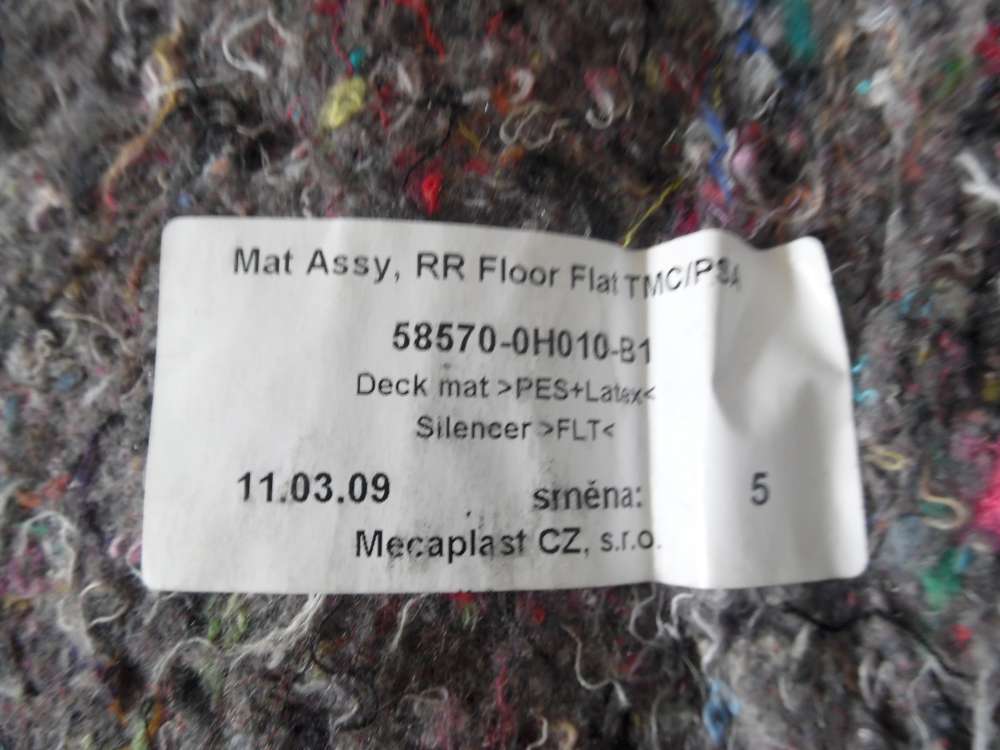 Mat Assy, RR Floor Flat TMC/PSA
58570-0H010-B1
Deck mat >PES+Latex<
Silencer >FLT<
11.03.09 směna: 5
Mecaplast CZ, s.r.o.